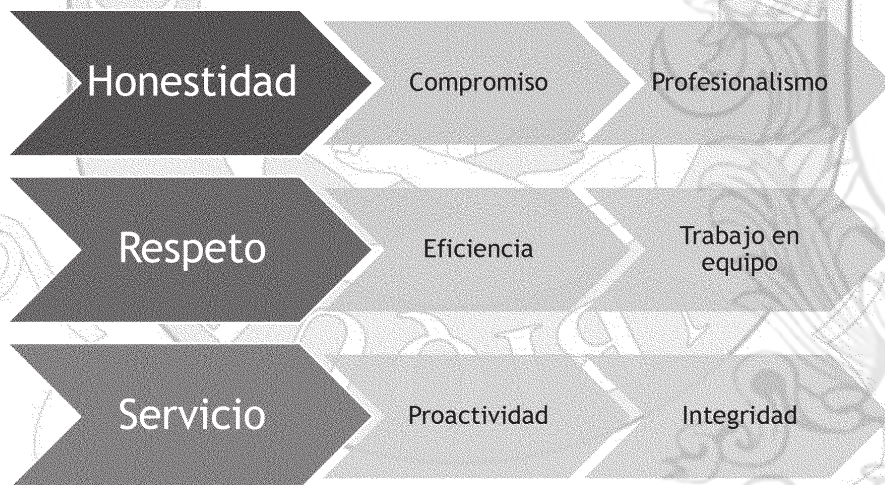 Honestidad
Compromiso
Profesionalismo
Respeto
Eficiencia
Trabajo en
equipo
Servicio
Proactividad
Integridad